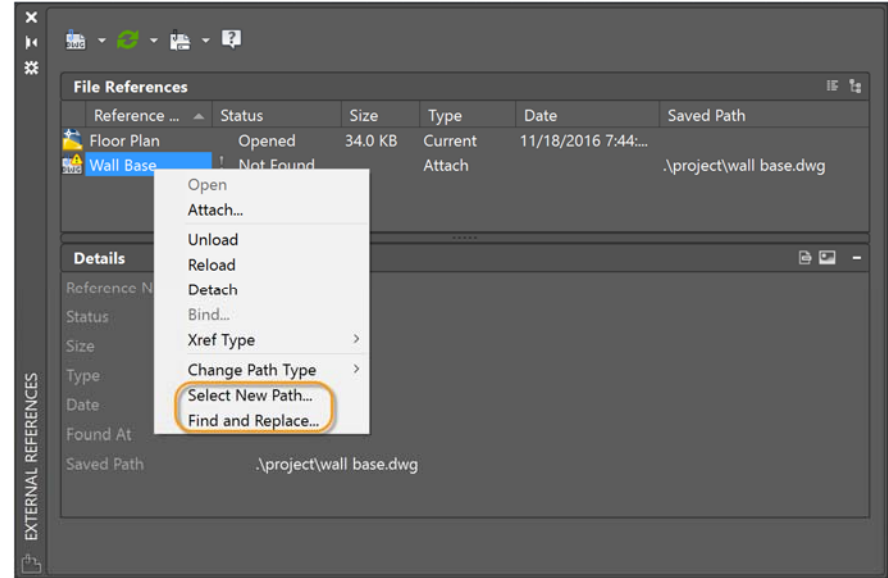 File References
Reference ... Status Size Type Date Saved Path
Floor Plan Opened 34.0 KB Current 11/18/2016 7:44:...
Wall Base ! Not Found Attach .\project\wall base.dwg
Open
Attach...
Unload
Details
Reload
Reference N
Detach
Status
Bind...
Size
Xref Type
Type
Change Path Type
Date
Select New Path...
Found At
Find and Replace...
Saved Path .\project\wall base.dwg
EXTERNAL REFERENCES